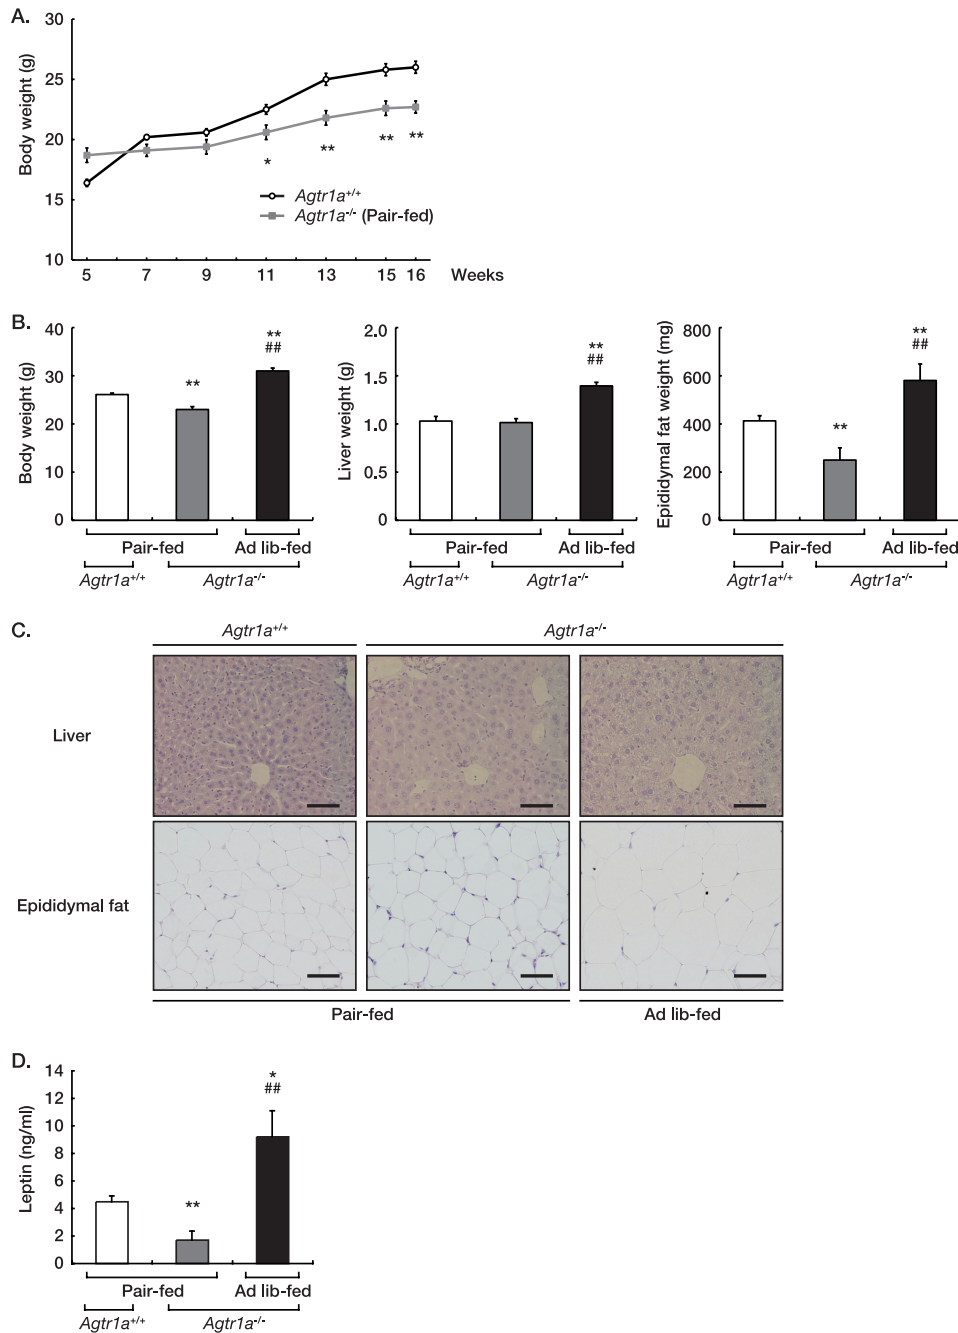 A.
Body weight (g)
30
25
20
15
10
* ** ** **
Agtr1a+/+
Agtr1a-/- (Pair-fed)
5 7 9 11 13 15 16 Weeks
B.
Body weight (g)
40
30
20
10
0
**
**
##
Pair-fed Ad lib-fed
Agtr1a+/+ Agtr1a-/-
Liver weight (g)
2.0
1.5
1.0
0.5
0
**
##
Pair-fed Ad lib-fed
Agtr1a+/+ Agtr1a-/-
Epididymal fat weight (mg)
800
600
400
200
0
**
**
##
Pair-fed Ad lib-fed
Agtr1a+/+ Agtr1a-/-
C.
Agtr1a+/+ Agtr1a-/-
Liver
Epididymal fat
Pair-fed Ad lib-fed
D.
Leptin (ng/ml)
14
12
10
8
6
4
2
0
**
*
##
Pair-fed Ad lib-fed
Agtr1a+/+ Agtr1a-/-